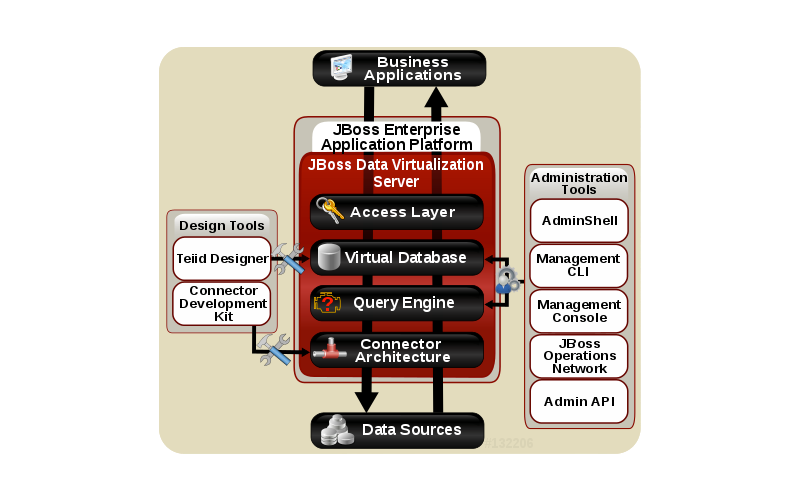 Business
Applications
JBoss Enterprise
Application Platform
JBoss Data Virtualization
Server
Access Layer
Virtual Database
?
Query Engine
Connector
Architecture
Data Sources
Design Tools
Teiid Designer
Connector
Development
Kit
Administration
Tools
AdminShell
Management
CLI
Management
Console
JBoss
Operations
Network
Admin API
132206